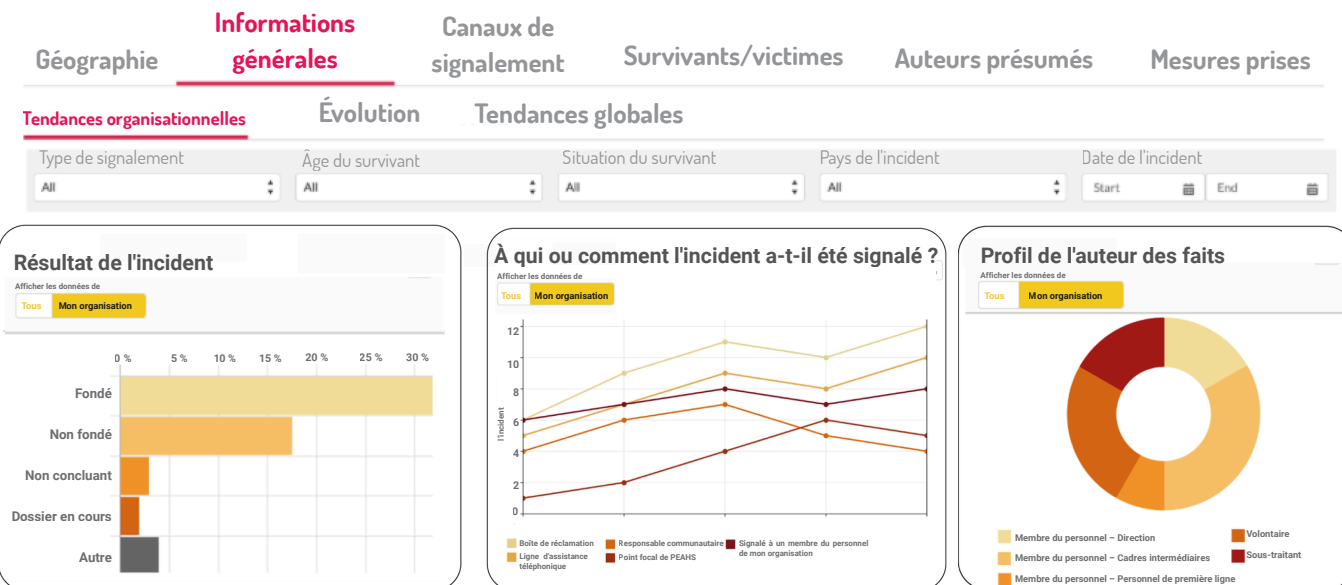 Géographie
Informations
générales
Canaux de
signalement
Survivants/victimes
Auteurs présumés
Mesures prises
Tendances organisationnelles
Évolution
Tendances globales
Type de signalement
Âge du survivant
Situation du survivant
Pays de l'incident
Date de l'incident
All
All
All
All
Start
End
Résultat de l'incident
Afficher les données de
Tous
Mon organisation
0 %
5 %
10 %
15 %
20 %
25 %
30 %
Fondé
Non fondé
Non concluant
Dossier en cours
Autre
À qui ou comment l'incident a-t-il été signalé ?
Afficher les données de
Tous
Mon organisation
12
10
8
6
4
2
0
l'incident
Boîte de réclamation
Ligne d'assistance
téléphonique
Responsable communautaire
Point focal de PEAHS
Signalé à un membre du personnel
de mon organisation
Profil de l'auteur des faits
Afficher les données de
Tous
Mon organisation
Membre du personnel – Direction
Membre du personnel – Cadres intermédiaires
Membre du personnel – Personnel de première ligne
Volontaire
Sous-traitant